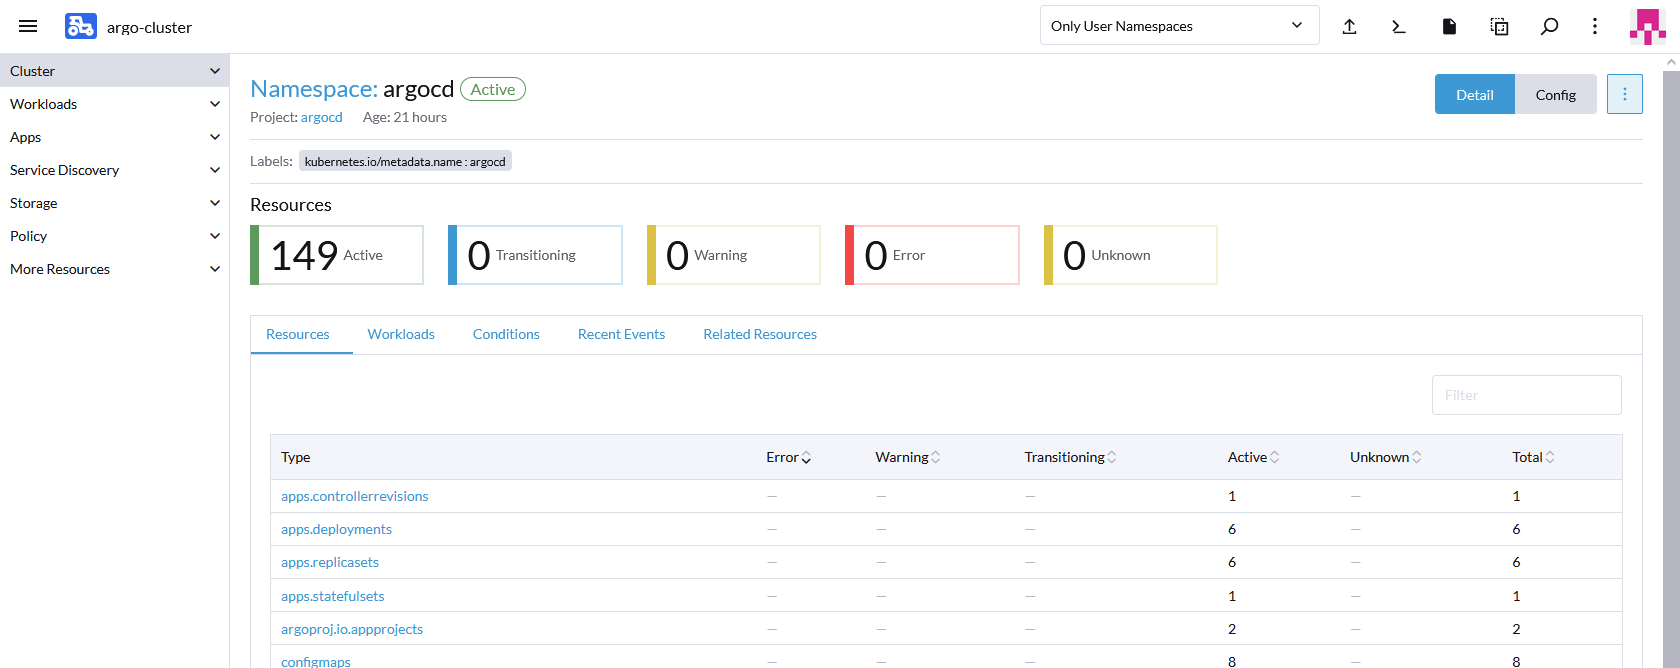 argo-cluster
Only User Namespaces
Cluster
Workloads
Apps
Service Discovery
Storage
Policy
More Resources
Namespace: argocd Active
Project: argocd Age: 21 hours
Detail
Config
Labels: kubernetes.io/metadata.name : argocd
Resources
149 Active
0 Transitioning
0 Warning
0 Error
0 Unknown
Resources Workloads Conditions Recent Events Related Resources
Filter
Type Error Warning Transitioning Active Unknown Total
apps.controllerrevisions — — — 1 — 1
apps.deployments — — — 6 — 6
apps.replicasets — — — 6 — 6
apps.statefulsets — — — 1 — 1
argoproj.io.appprojects — — — 2 — 2
configmaps — — — 8 — 8